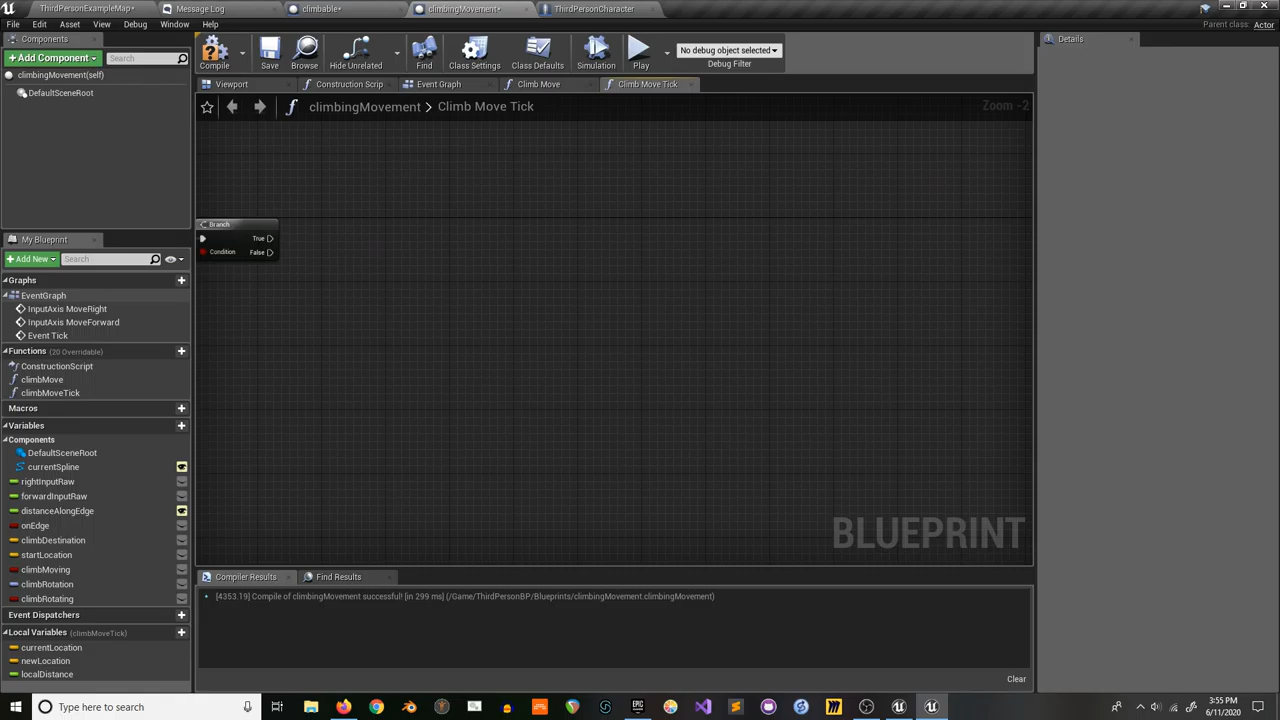 ThirdPersonExampleMap*
Message Log
climbable*
climbingMovement*
ThirdPersonCharacter
File Edit Asset View Debug Window Help
Parent class: Actor
Components
+Add Component
Search
climbingMovement(self)
DefaultSceneRoot
My Blueprint
+Add New
Search
Graphs
EventGraph
InputAxis MoveRight
InputAxis MoveForward
Event Tick
Functions (20 Overridable)
ConstructionScript
climbMove
climbMoveTick
Macros
Variables
Components
DefaultSceneRoot
currentSpline
rightInputRaw
forwardInputRaw
distanceAlongEdge
onEdge
climbDestination
startLocation
climbMoving
climbRotation
climbRotating
Event Dispatchers
Local Variables (climbMoveTick)
currentLocation
newLocation
localDistance
Compile
Save
Browse
Hide Unrelated
Find
Class Settings
Class Defaults
Simulation
Play
No debug object selected
Debug Filter
Viewport
Construction Scrip
Event Graph
Climb Move
Climb Move Tick
climbingMovement > Climb Move Tick
Zoom -2
Branch
True
Condition False
BLUEPRINT
Compiler Results
Find Results
[4353.19] Compile of climbingMovement successful! [in 299 ms] (/Game/ThirdPersonBP/Blueprints/climbingMovement.climbingMovement)
Clear
Details
Type here to search
3:55 PM
6/11/2020